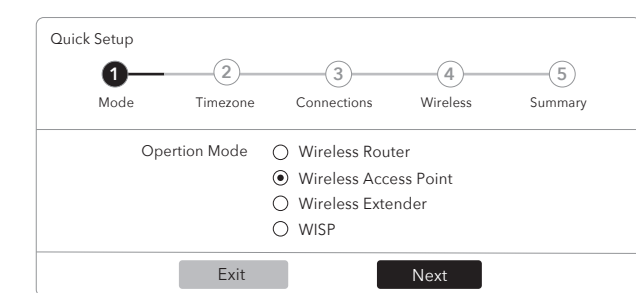 Quick Setup
1 2 3 4 5
Mode Timezone Connections Wireless Summary
Opertion Mode Wireless Router
Wireless Access Point
Wireless Extender
WISP
Exit Next